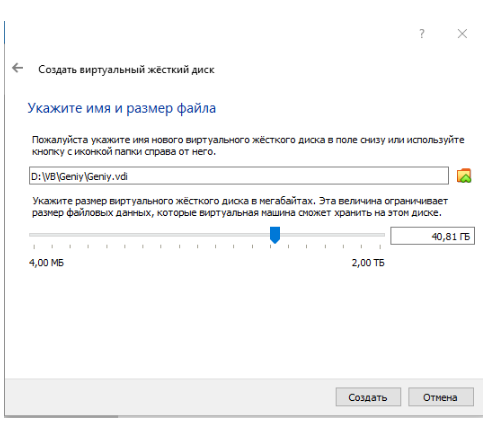 ?
Создать виртуальный жёсткий диск
Укажите имя и размер файла
Пожалуйста укажите имя нового виртуального жёсткого диска в поле снизу или используйте
кнопку с иконкой папки справа от него.
D:\VB\Geniy\Geniy.vdi
Укажите размер виртуального жёсткого диска в мегабайтах. Эта величина ограничивает
размер файловых данных, которые виртуальная машина сможет хранить на этом диске.
40,81 ГБ
4,00 МБ 2,00 ТБ
Создать Отмена